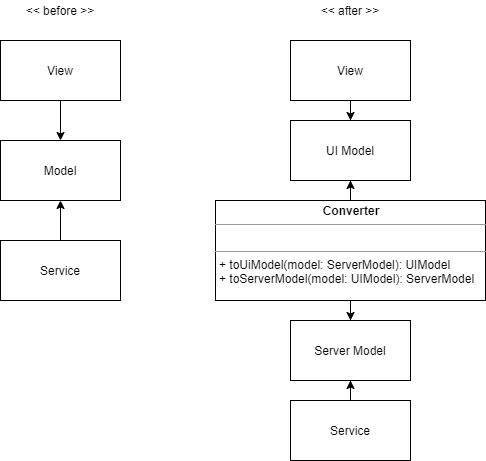 << before >>
View
Model
Service
<< after >>
View
UI Model
Converter
+ toUiModel(model: ServerModel): UIModel
+ toServerModel(model: UIModel): ServerModel
Server Model
Service